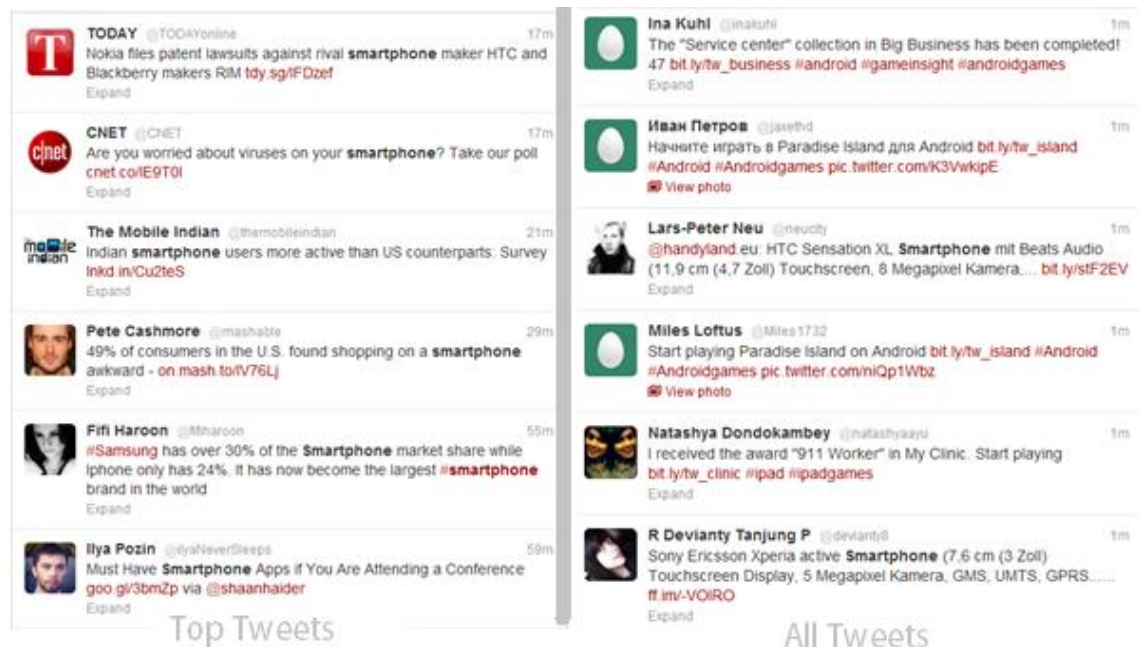 TODAY @TODAYonline 17m
Nokia files patent lawsuits against rival smartphone maker HTC and
Blackberry makers RIM tdy.sg/IFDzef
Expand
CNET @CNET 17m
Are you worried about viruses on your smartphone? Take our poll
cnet.co/IE9T0I
Expand
The Mobile Indian @themobileindian 21m
Indian smartphone users more active than US counterparts: Survey
lnkd.in/Cu2teS
Expand
Pete Cashmore @mashable 29m
49% of consumers in the U.S. found shopping on a smartphone
awkward - on.mash.to/IV76Lj
Expand
Fifi Haroon @fifiharoon 55m
#Samsung has over 30% of the Smartphone market share while
Iphone only has 24%. It has now become the largest #smartphone
brand in the world
Expand
Ilya Pozin @ilyaNeverSleeps 59m
Must Have Smartphone Apps if You Are Attending a Conference
goo.gl/3bmZp via @shaanhaider
Expand
Top Tweets
Ina Kuhl @inakuhl 1m
The "Service center" collection in Big Business has been completed!
47 bit.ly/tw_business #android #gameinsight #androidgames
Expand
Иван Петров @jaxethd 1m
Начните играть в Paradise Island для Android bit.ly/tw_island
#Android #Androidgames pic.twitter.com/K3VwkipE
View photo
Lars-Peter Neu @neucity 1m
@handyland.eu: HTC Sensation XL Smartphone mit Beats Audio
(11,9 cm (4,7 Zoll) Touchscreen, 8 Megapixel Kamera,... bit.ly/stF2EV
Expand
Miles Loftus @Miles1732 1m
Start playing Paradise Island on Android bit.ly/tw_island #Android
#Androidgames pic.twitter.com/niQp1Wbz
View photo
Natashya Dondokambey @natashyaayu 1m
I received the award "911 Worker" in My Clinic. Start playing
bit.ly/tw_clinic #ipad #ipadgames
Expand
R Devianty Tanjung P @devianty8 1m
Sony Ericsson Xperia active Smartphone (7,6 cm (3 Zoll)
Touchscreen Display, 5 Megapixel Kamera, GMS, UMTS, GPRS......
ff.im/-VOIRO
Expand
All Tweets